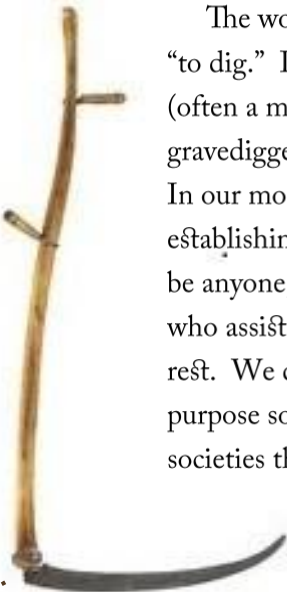 The wo
“to dig.” I
(often a m
gravedigge
In our mo
establishin
be anyone
who assist
rest. We c
purpose so
societies th